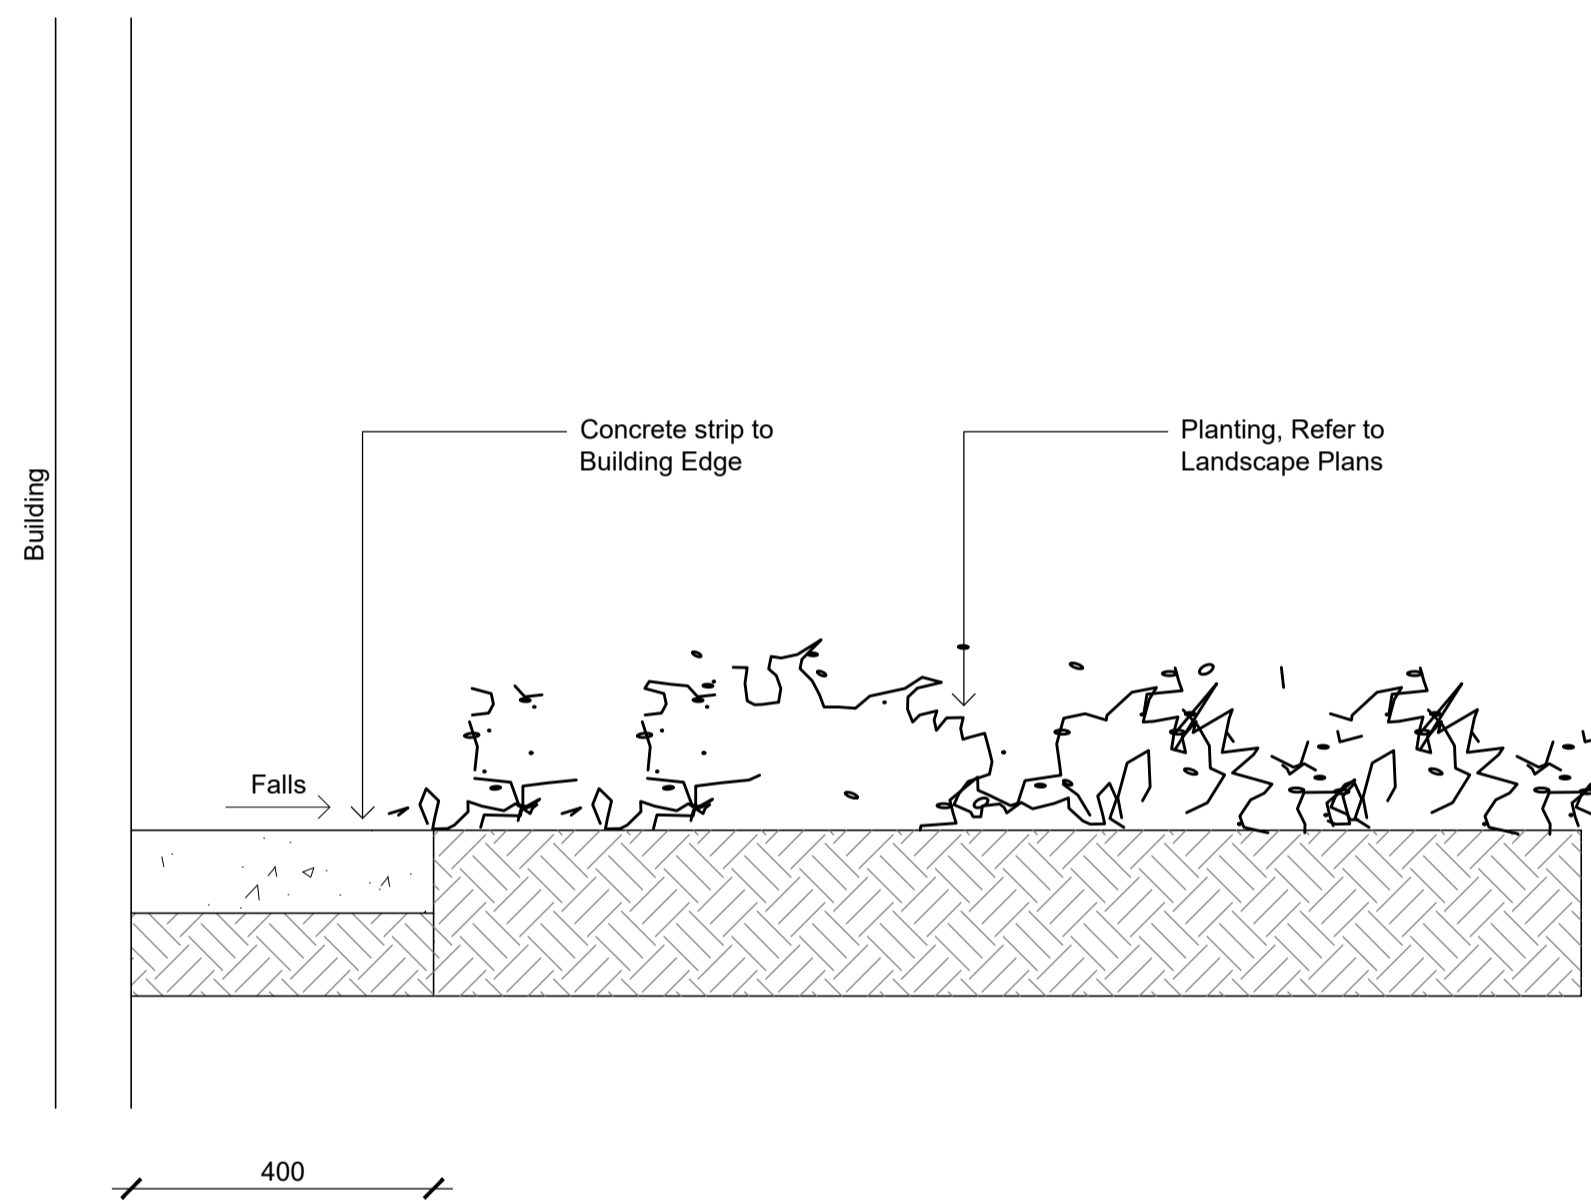 Concrete strip to
Building Edge
Planting, Refer to
Landscape Plans
Building
Falls
400